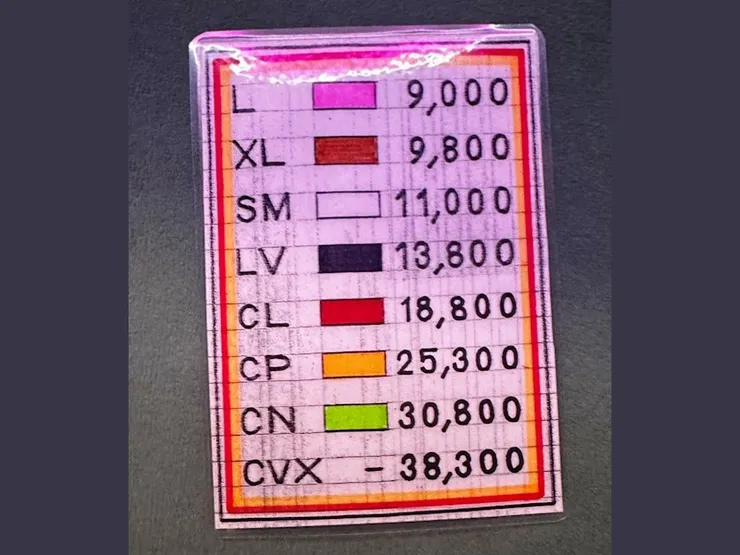 L 9,000
XL 9,800
SM 11,000
LV 13,800
CL 18,800
CP 25,300
CN 30,800
CVX - 38,300